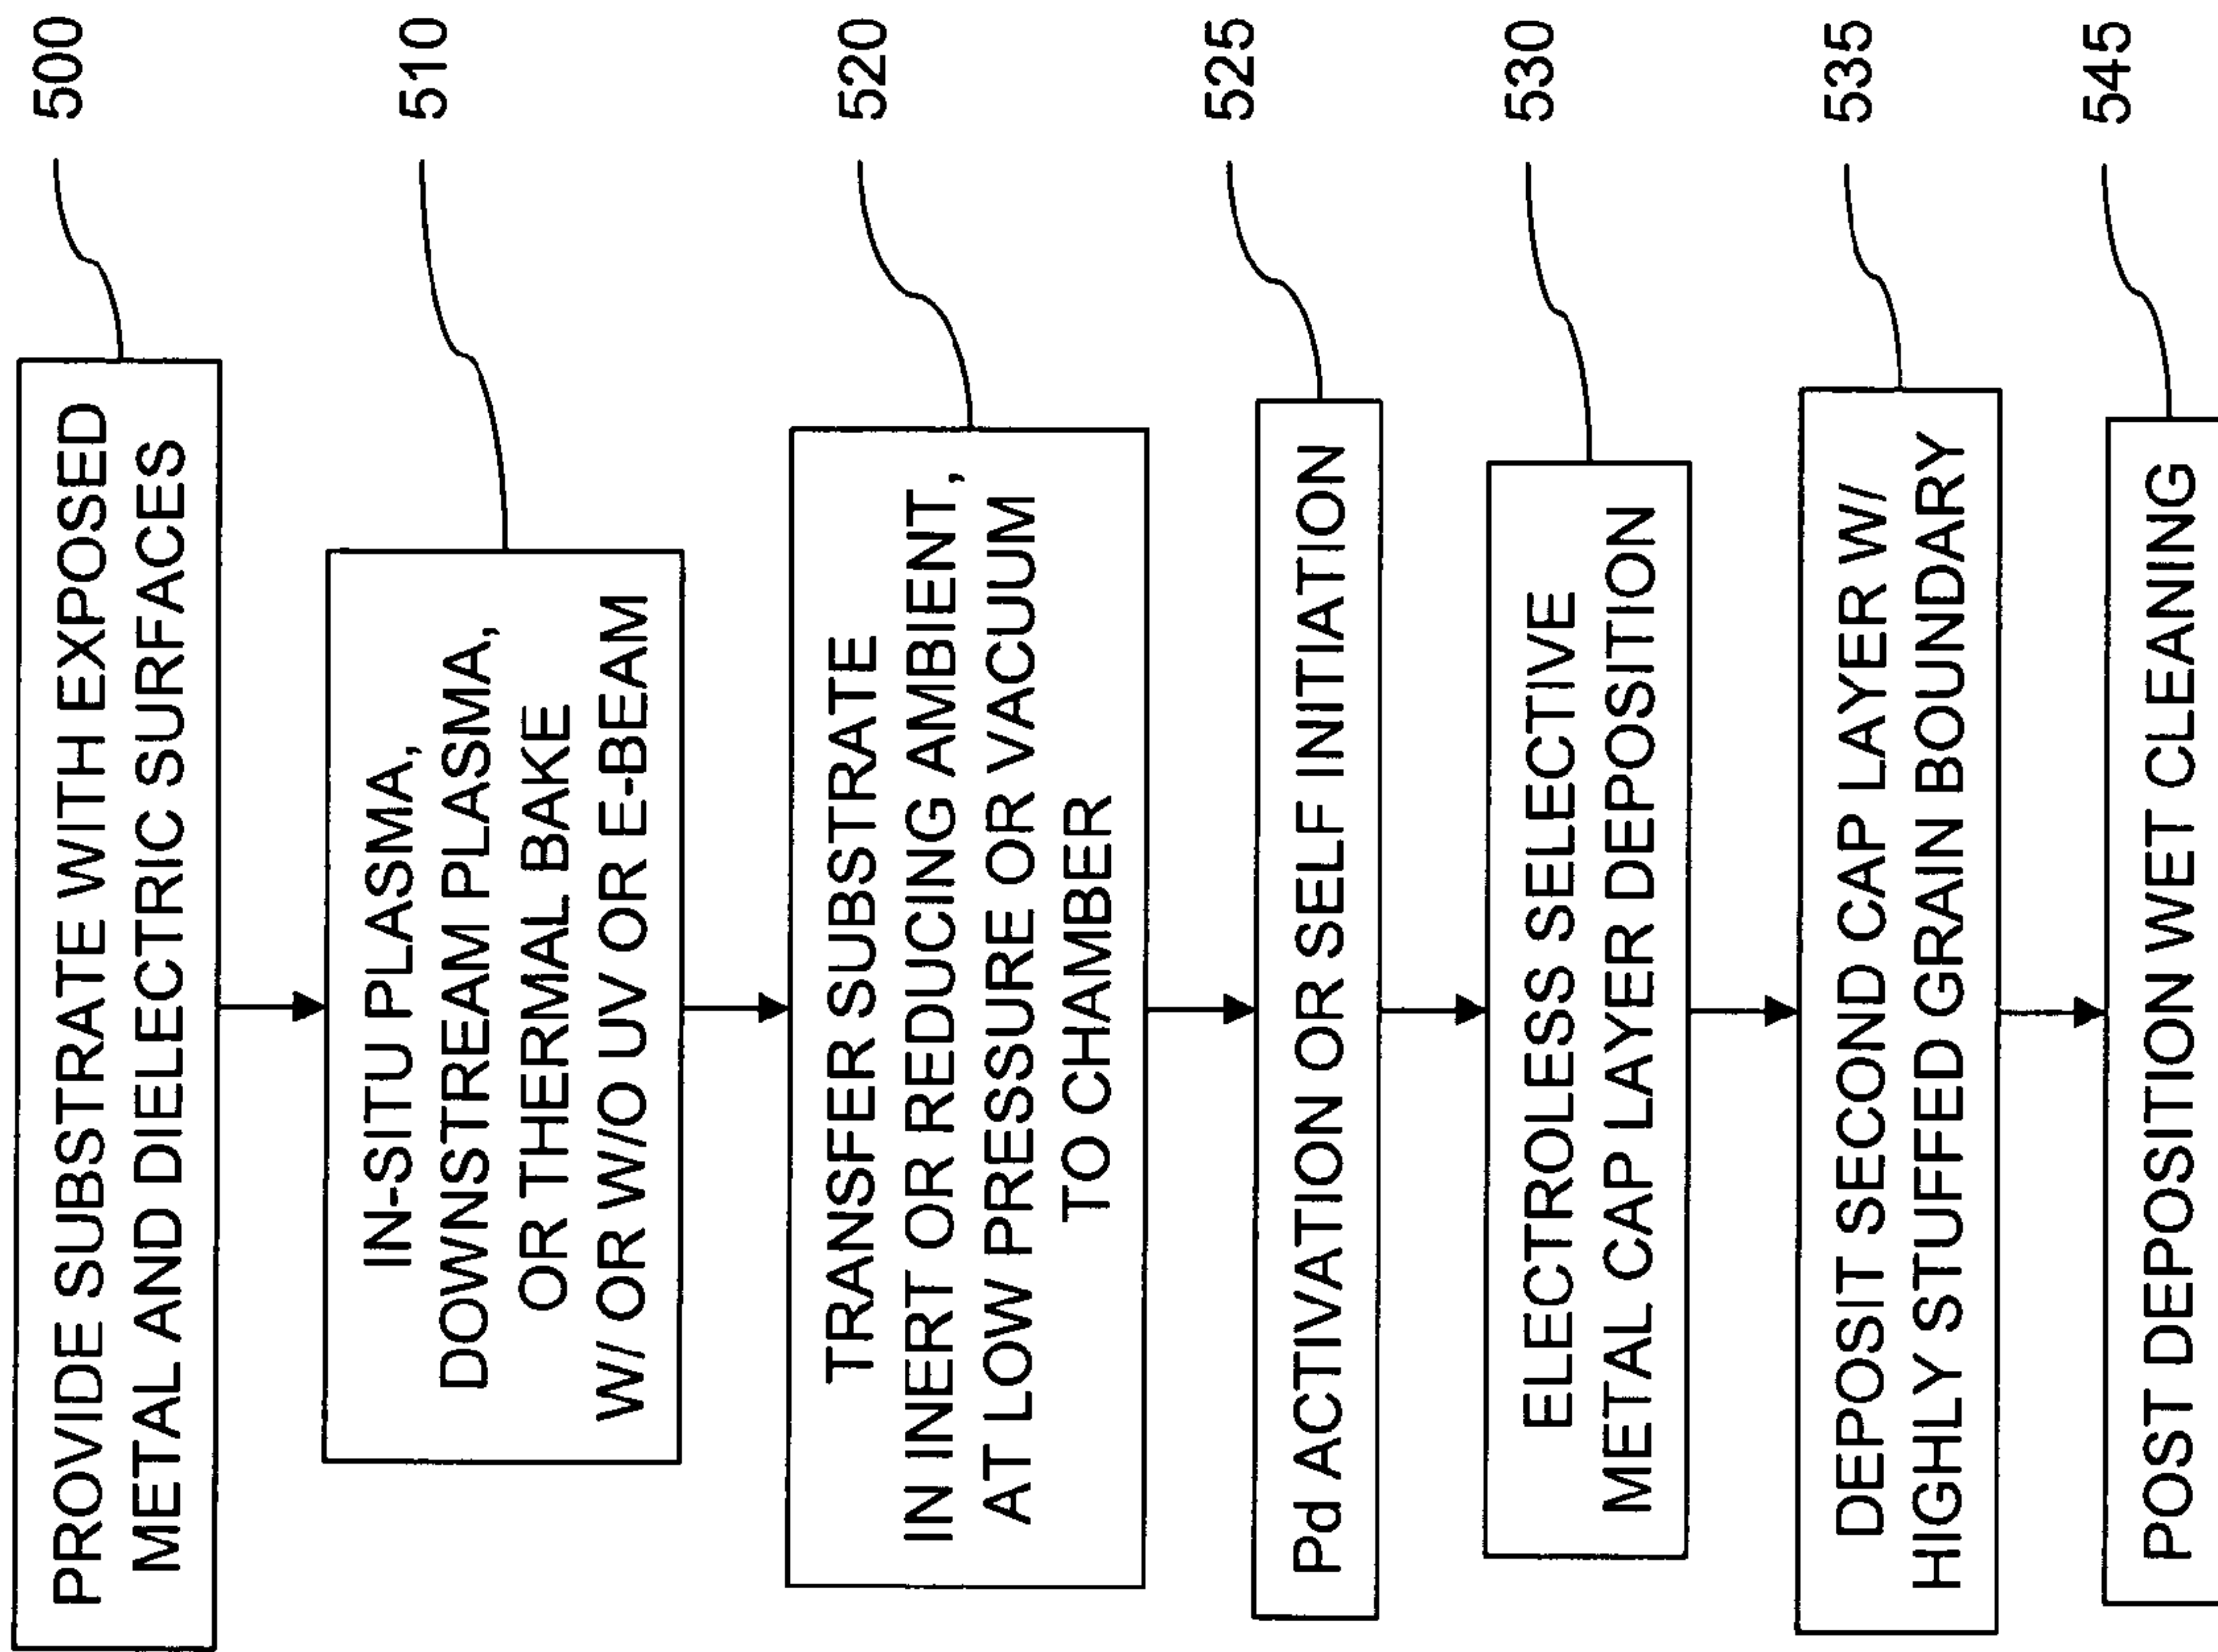 PROVIDE SUBSTRATE WITH EXPOSED
METAL AND DIELECTRIC SURFACES
500
IN-SITU PLASMA,
DOWNSTREAM PLASMA,
OR THERMAL BAKE
W/ OR W/O UV OR E-BEAM
510
TRANSFER SUBSTRATE
IN INERT OR REDUCING AMBIENT,
AT LOW PRESSURE OR VACUUM
TO CHAMBER
520
Pd ACTIVATION OR SELF INITIATION
525
ELECTROLESS SELECTIVE
METAL CAP LAYER DEPOSITION
530
DEPOSIT SECOND CAP LAYER W/
HIGHLY STUFFED GRAIN BOUNDARY
535
POST DEPOSITION WET CLEANING
545